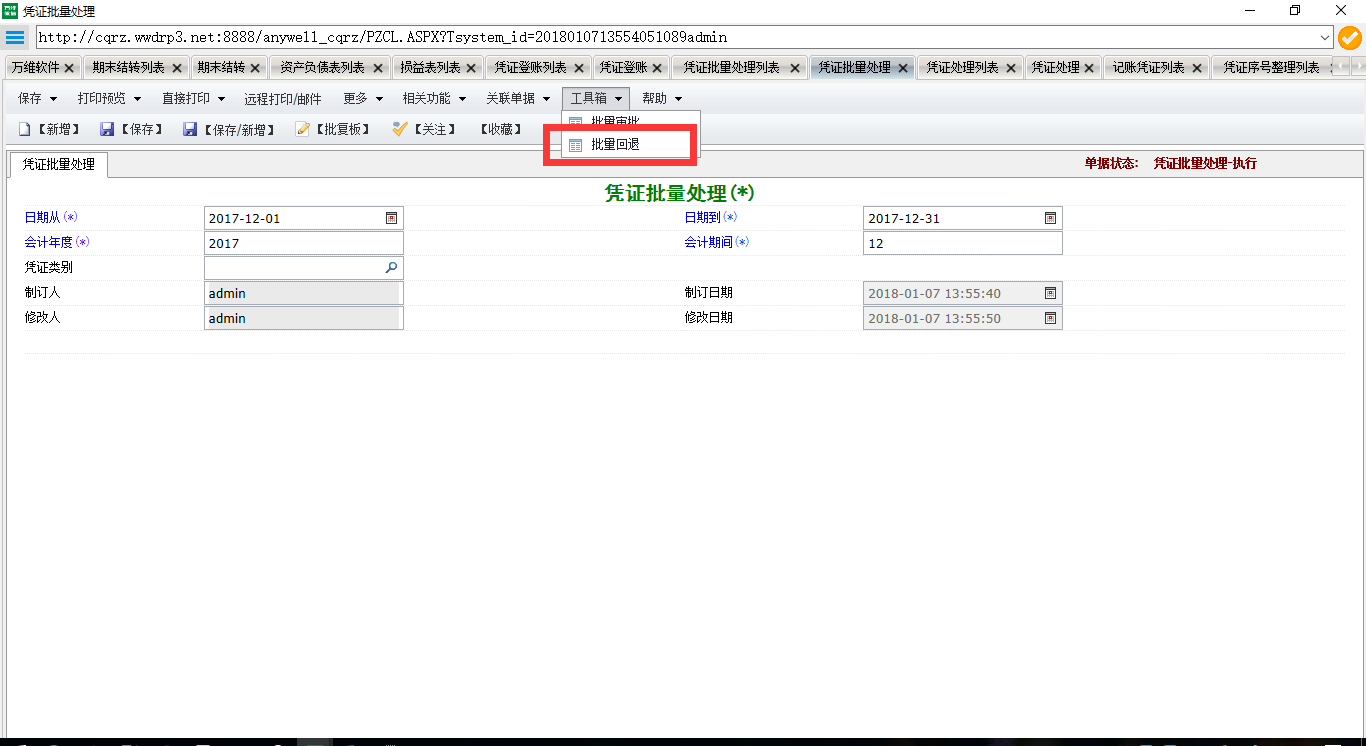 凭证批量处理
http://cqrz.wwdrp3.net:8888/anywell_cqrz/PZCL.ASPX?Tsystem_id=2018010713554051089admin
万维软件 期末结转列表 期末结转 资产负债表列表 损益表列表 凭证登账列表 凭证登账 凭证批量处理列表 凭证批量处理 凭证处理列表 凭证处理 记账凭证列表 凭证序号整理列表
保存 打印预览 直接打印 远程打印/邮件 更多 相关功能 关联单据 工具箱 帮助
【新增】 【保存】 【保存/新增】 【批复板】 【关注】 【收藏】
批量审批
批量回退
凭证批量处理
单据状态: 凭证批量处理-执行
凭证批量处理(*)
日期从(*) 2017-12-01 日期到(*) 2017-12-31
会计年度(*) 2017 会计期间(*) 12
凭证类别
制订人 admin 制订日期 2018-01-07 13:55:40
修改人 admin 修改日期 2018-01-07 13:55:50